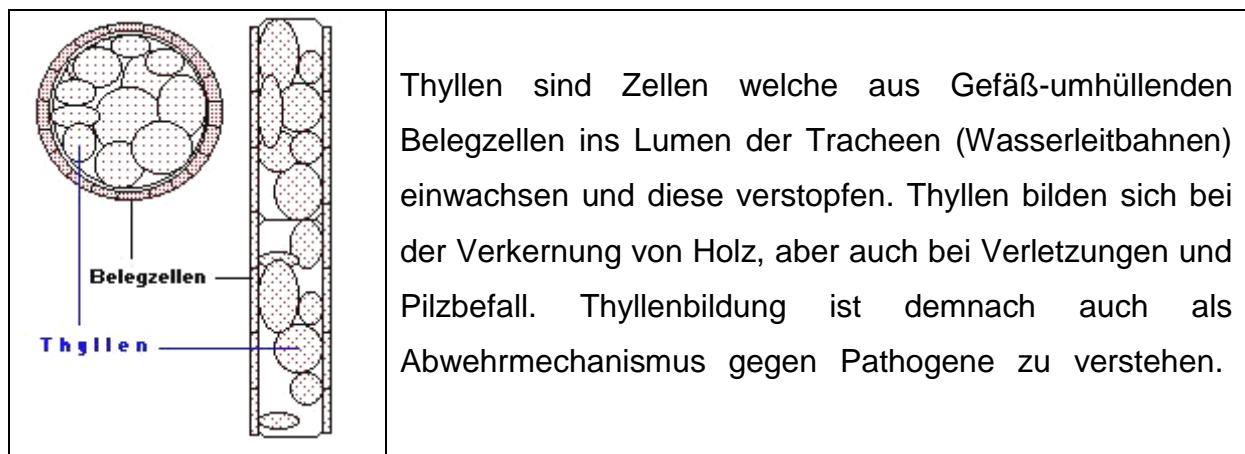 Belegzellen
Thyllen
Thyllen sind Zellen welche aus Gefäß-umhüllenden
Belegzellen ins Lumen der Tracheen (Wasserleitbahnen)
einwachsen und diese verstopfen. Thyllen bilden sich bei
der Verkernung von Holz, aber auch bei Verletzungen und
Pilzbefall. Thyllenbildung ist demnach auch als
Abwehrmechanismus gegen Pathogene zu verstehen.